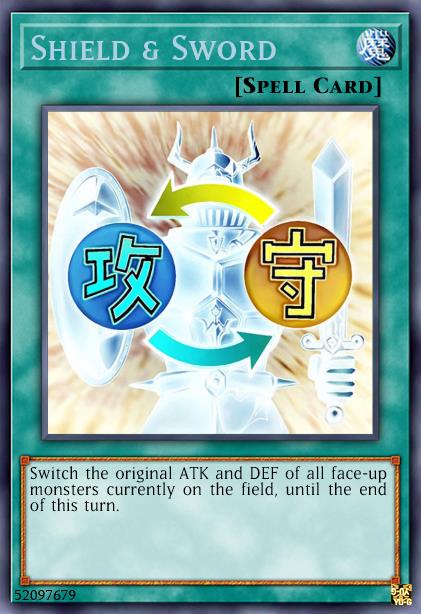 SHIELD & SWORD
魔
[SPELL CARD]
攻 守
Switch the original ATK and DEF of all face-up
monsters currently on the field, until the end
of this turn.
52097679